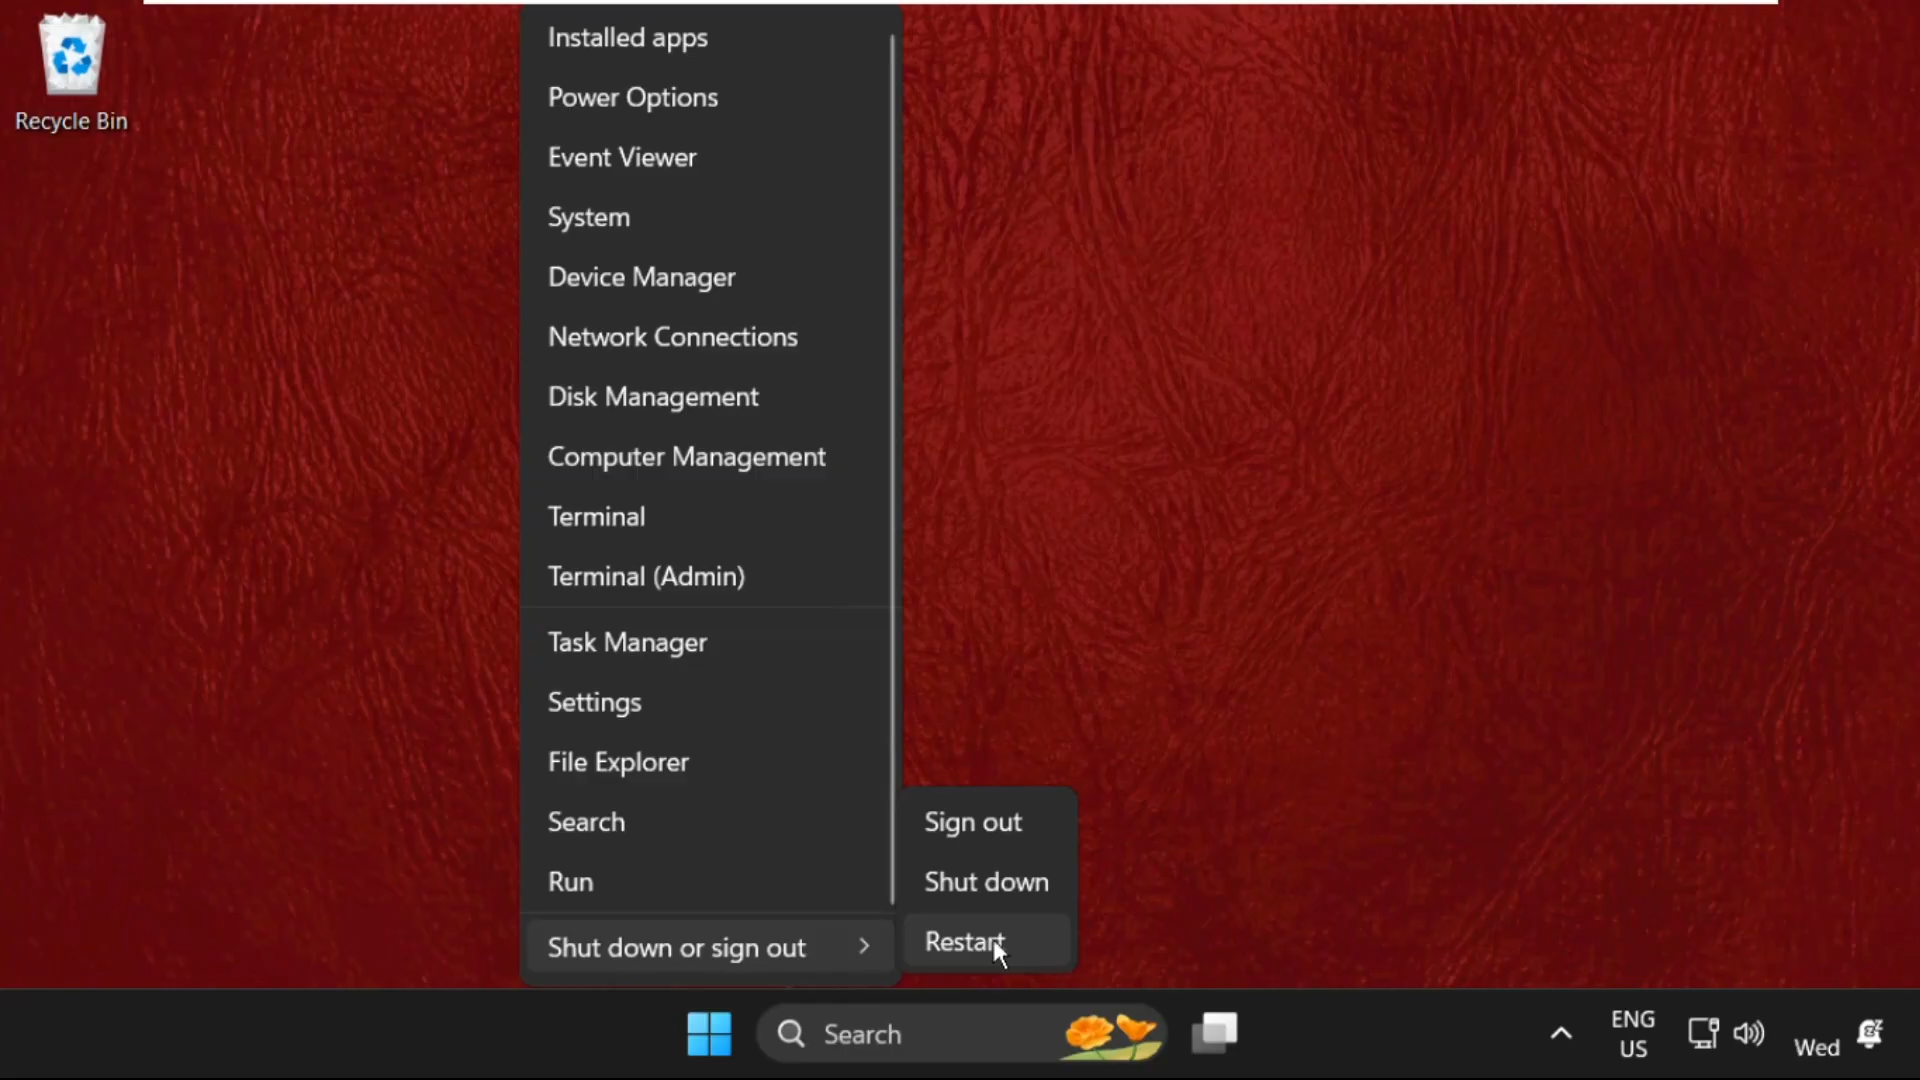 Recycle Bin
Installed apps
Power Options
Event Viewer
System
Device Manager
Network Connections
Disk Management
Computer Management
Terminal
Terminal (Admin)
Task Manager
Settings
File Explorer
Search
Run
Shut down or sign out
Sign out
Shut down
Restart
Search
ENG
US
Wed